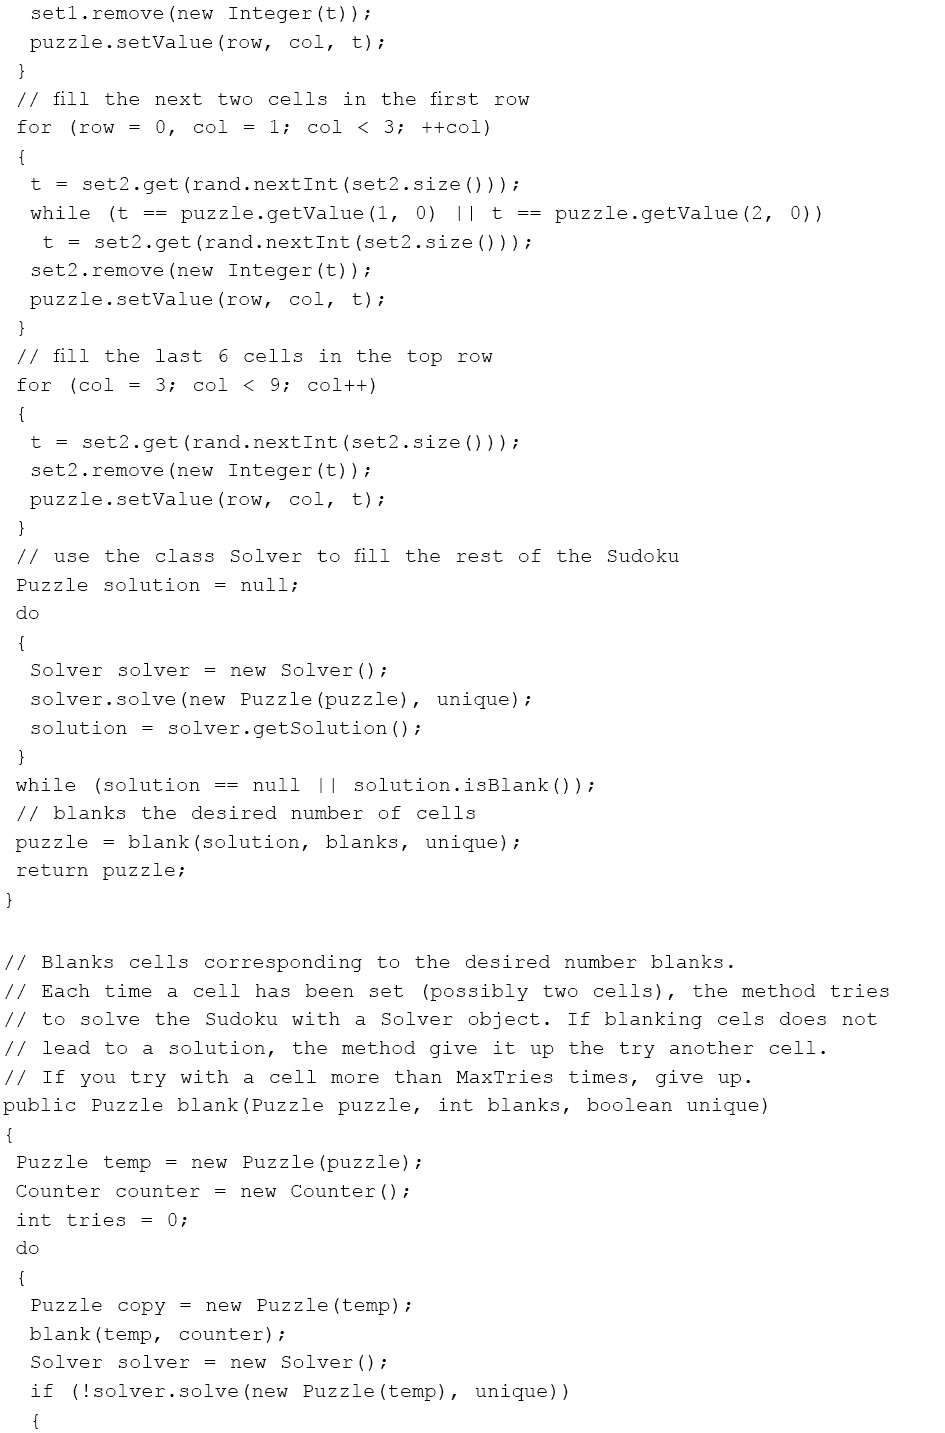 set1.remove(new Integer(t));
puzzle.setValue(row, col, t);
}
// fill the next two cells in the first row
for (row = 0, col = 1; col < 3; ++col)
{
t = set2.get(rand.nextInt(set2.size()));
while (t == puzzle.getValue(1, 0) || t == puzzle.getValue(2, 0))
t = set2.get(rand.nextInt(set2.size()));
set2.remove(new Integer(t));
puzzle.setValue(row, col, t);
}
// fill the last 6 cells in the top row
for (col = 3; col < 9; col++)
{
t = set2.get(rand.nextInt(set2.size()));
set2.remove(new Integer(t));
puzzle.setValue(row, col, t);
}
// use the class Solver to fill the rest of the Sudoku
Puzzle solution = null;
do
{
Solver solver = new Solver();
solver.solve(new Puzzle(puzzle), unique);
solution = solver.getSolution();
}
while (solution == null || solution.isBlank());
// blanks the desired number of cells
puzzle = blank(solution, blanks, unique);
return puzzle;
}
// Blanks cells corresponding to the desired number blanks.
// Each time a cell has been set (possibly two cells), the method tries
// to solve the Sudoku with a Solver object. If blanking cels does not
// lead to a solution, the method give it up the try another cell.
// If you try with a cell more than MaxTries times, give up.
public Puzzle blank(Puzzle puzzle, int blanks, boolean unique)
{
Puzzle temp = new Puzzle(puzzle);
Counter counter = new Counter();
int tries = 0;
do
{
Puzzle copy = new Puzzle(temp);
blank(temp, counter);
Solver solver = new Solver();
if (!solver.solve(new Puzzle(temp), unique))
{